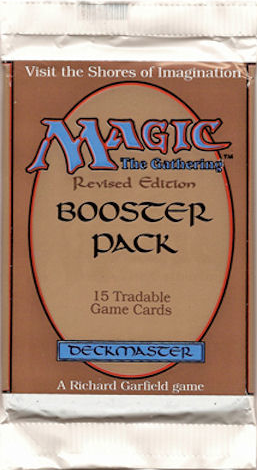 Visit the Shores of Imagination
MAGIC
The Gathering™
Revised Edition
BOOSTER
PACK
15 Tradable
Game Cards
DECKMASTER
A Richard Garfield game